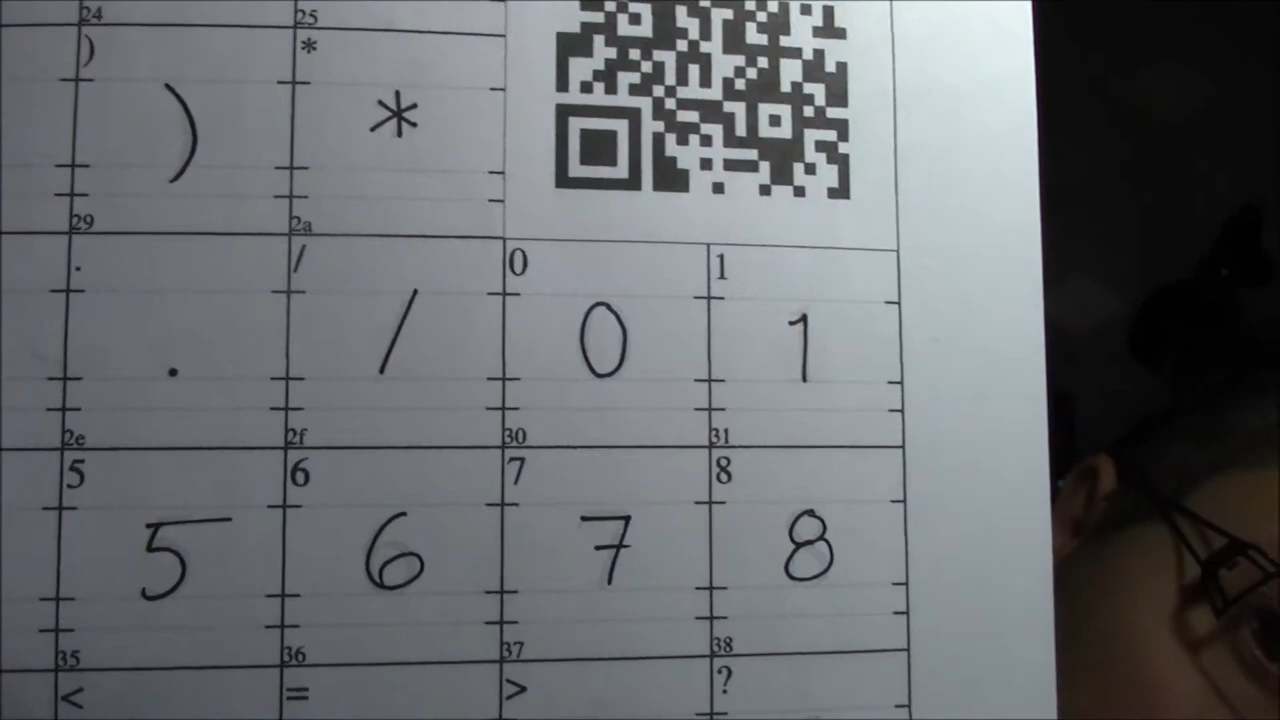 24 25
) *
) *
29 2a
. / 0 1
. / 0 1
2e 2f 30 31
5 6 7 8
5 6 7 8
35 36 37 38
< = > ?